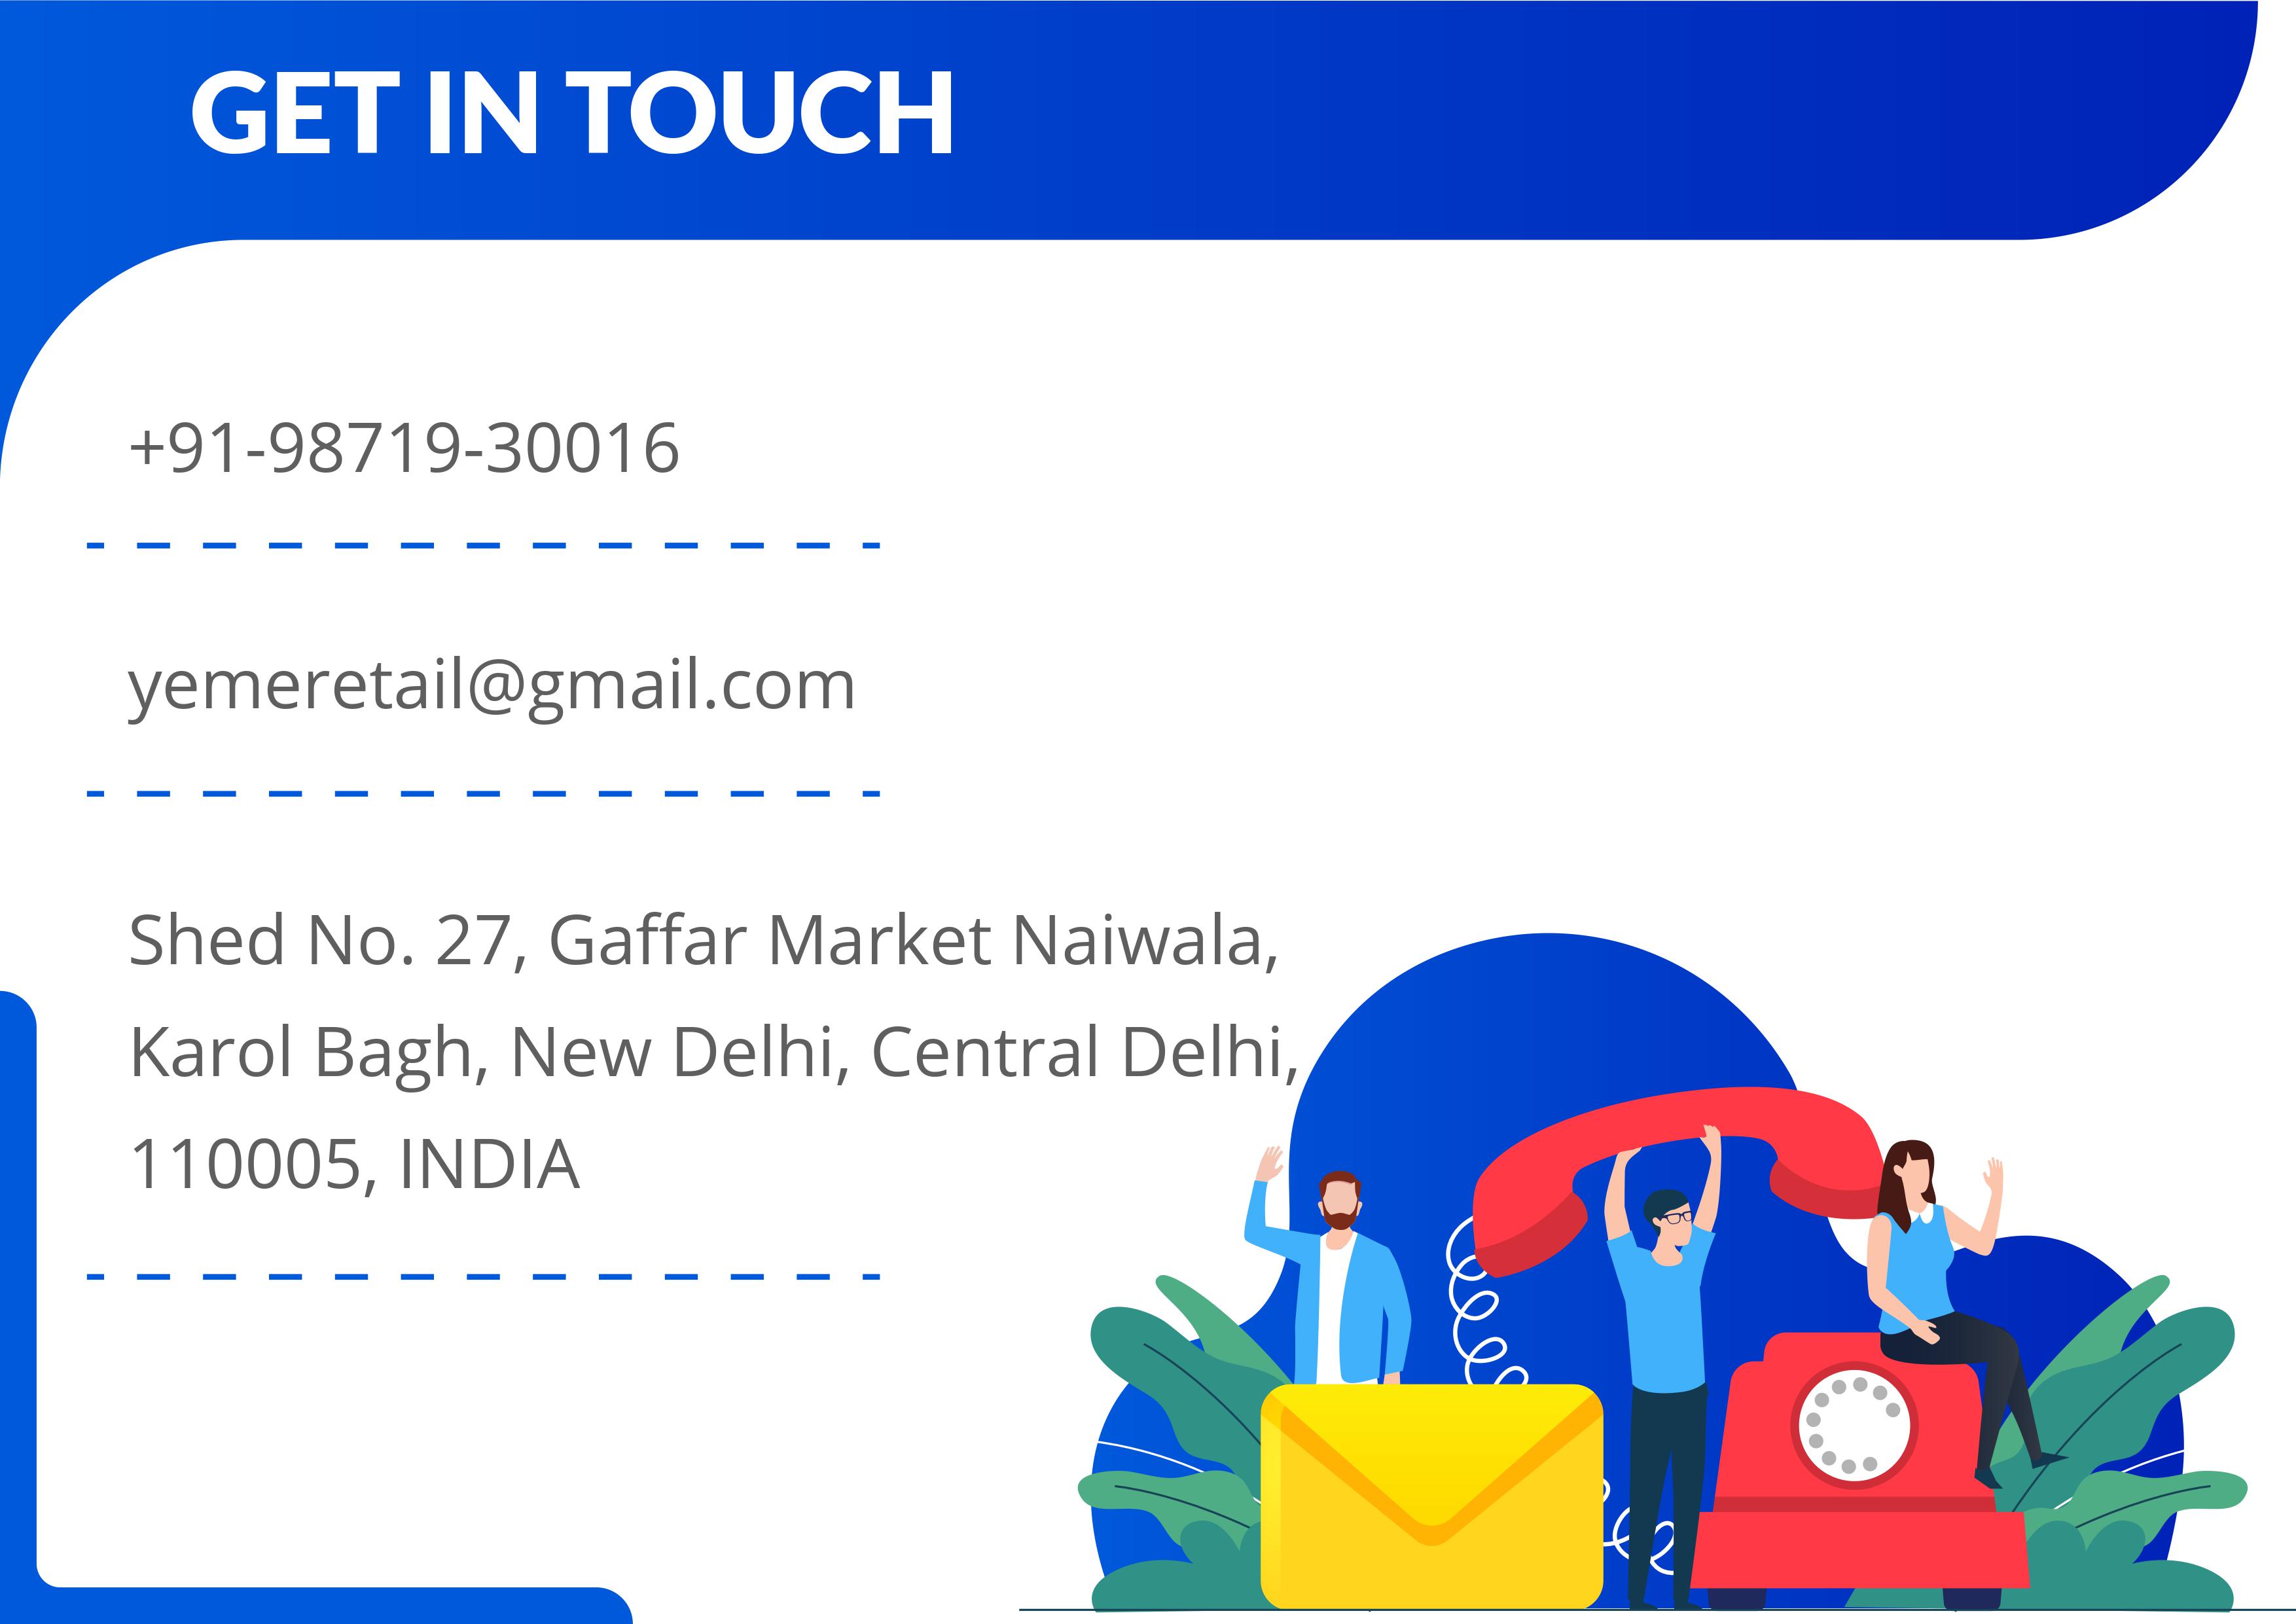 GET IN TOUCH
+91-98719-30016
yemeretail@gmail.com
Shed No. 27, Gaffar Market Naiwala,
Karol Bagh, New Delhi, Central Delhi,
110005, INDIA